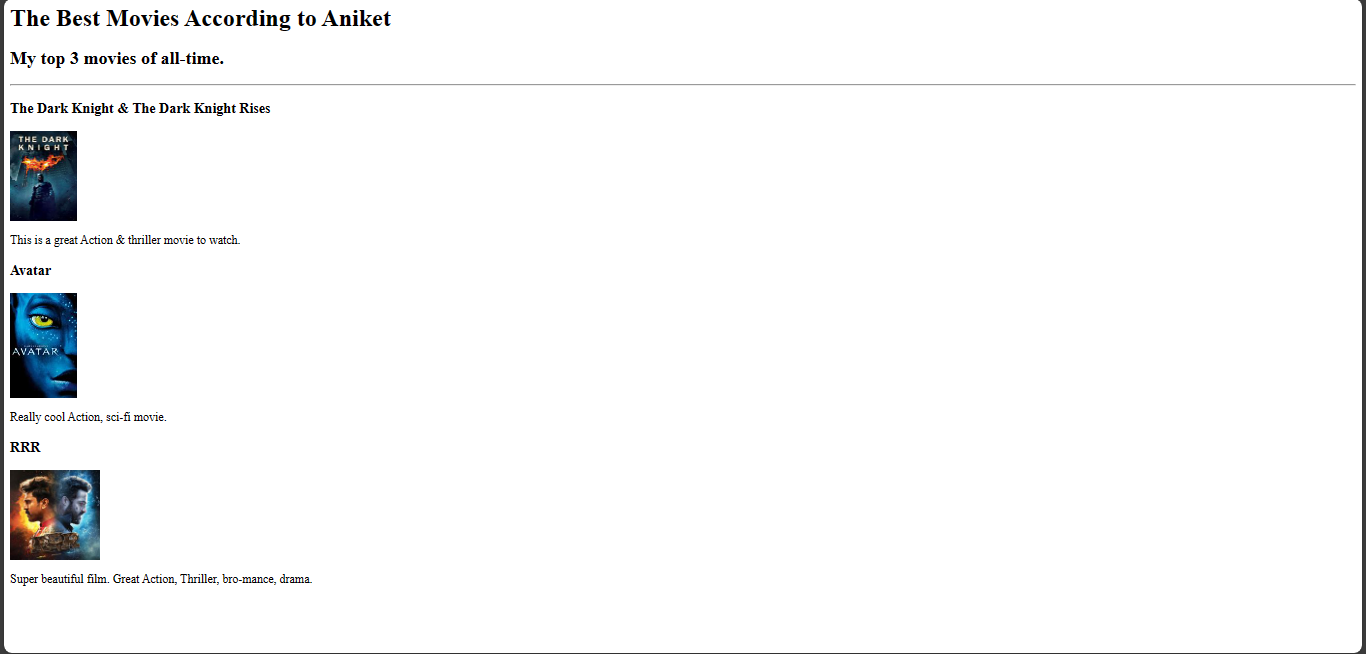 The Best Movies According to Aniket
My top 3 movies of all-time.
The Dark Knight & The Dark Knight Rises
THE DARK
KNIGHT
This is a great Action & thriller movie to watch.
Avatar
AVATAR
Really cool Action, sci-fi movie.
RRR
RRR
Super beautiful film. Great Action, Thriller, bro-mance, drama.